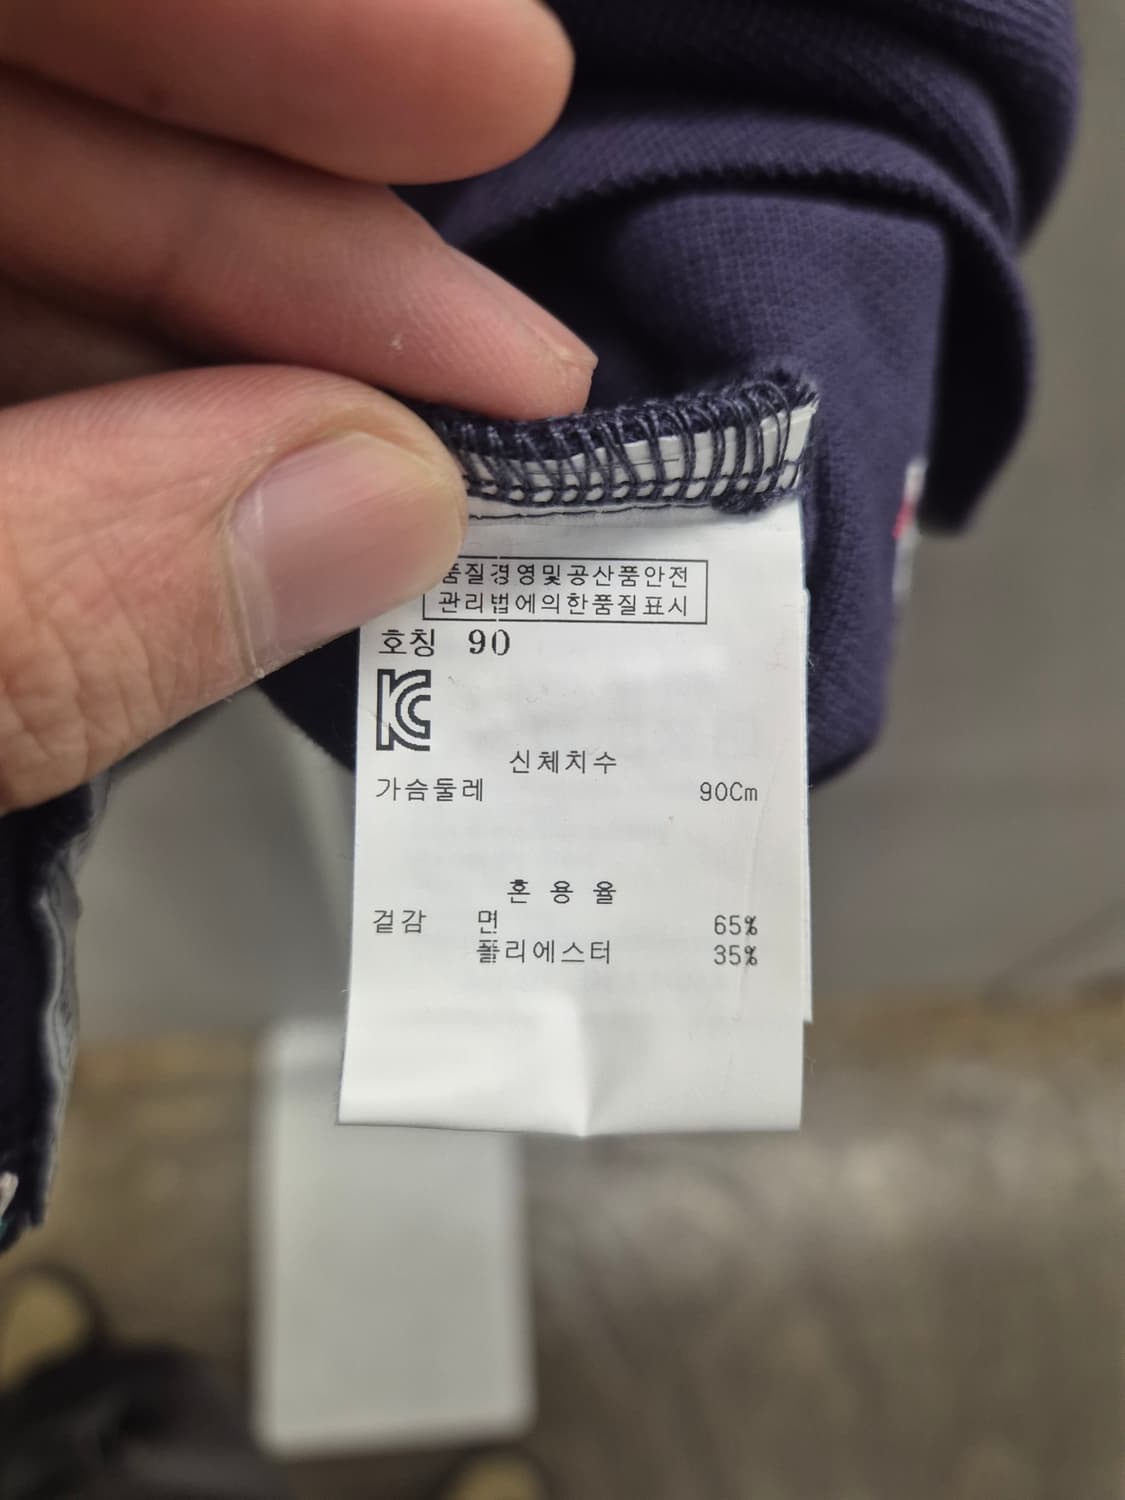 품질경영및공산품안전
관리법에의한품질표시
호칭 90
KC
신체치수
가슴둘레 90Cm
혼용율
겉감 면 65%
폴리에스터 35%